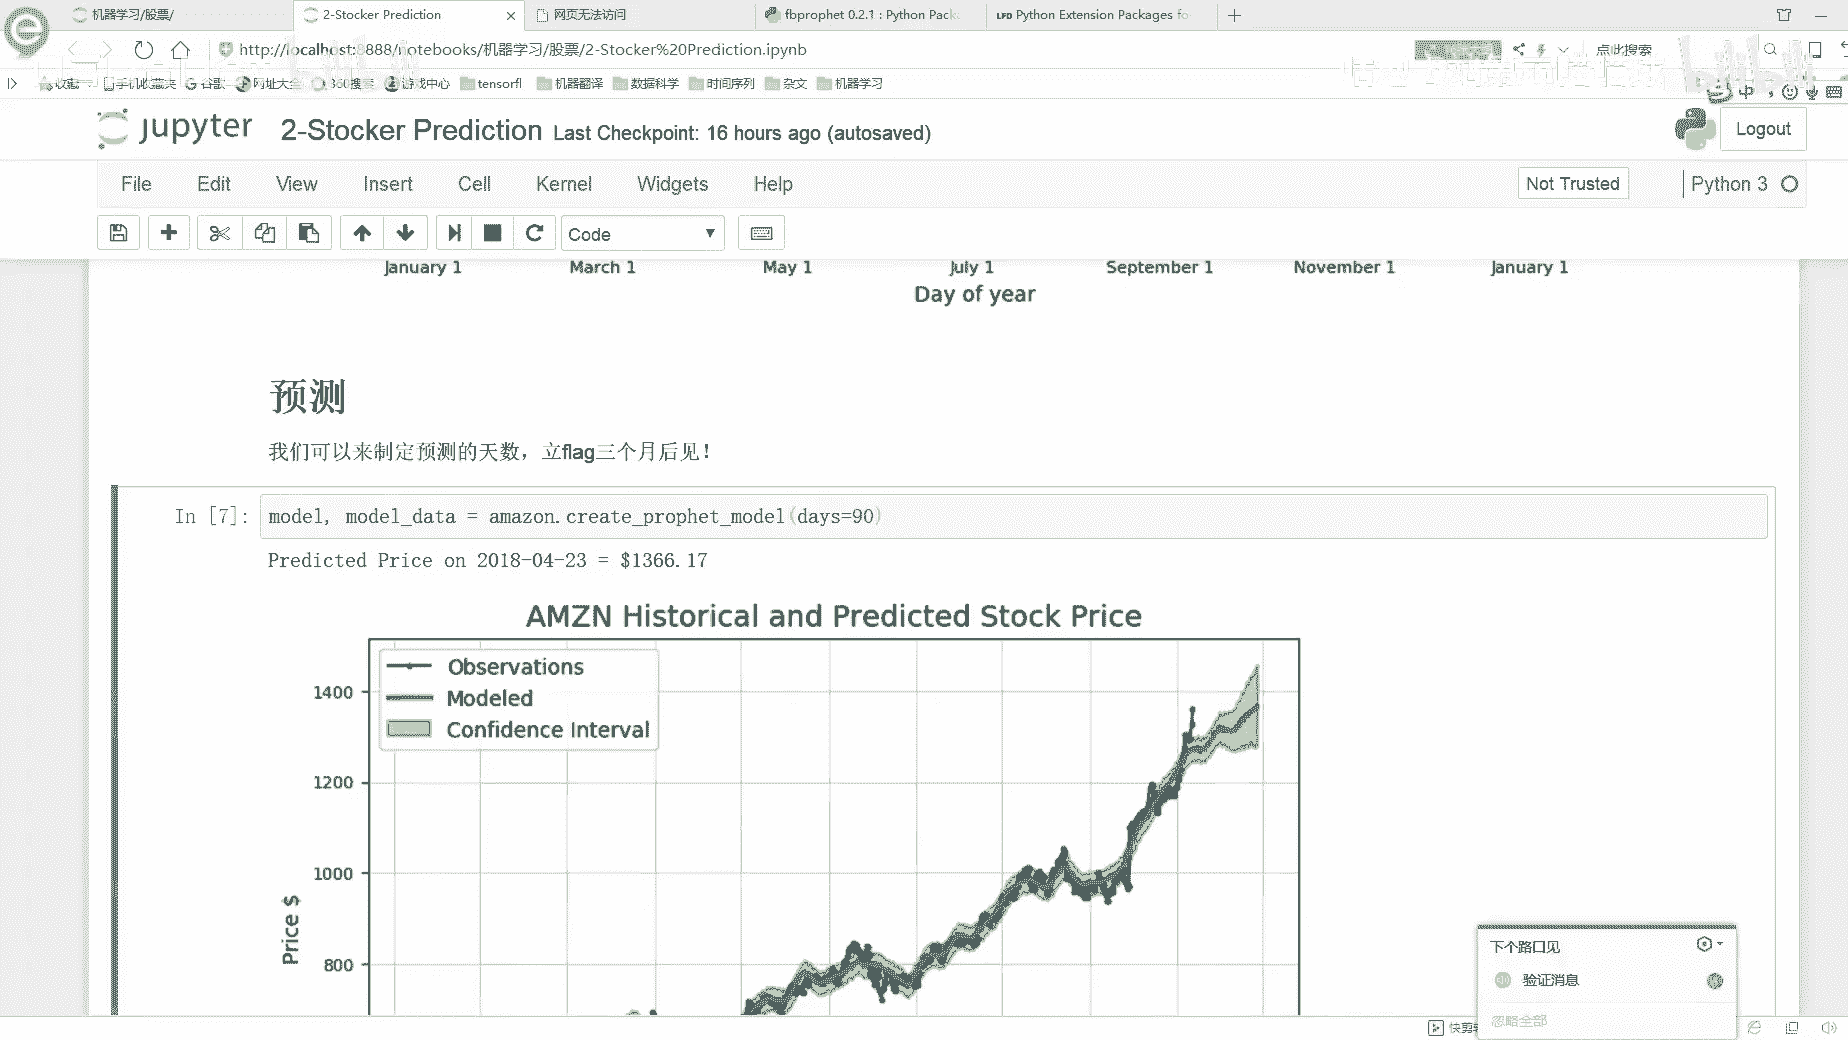 机器学习/股票/
2-Stocker Prediction
网页无法访问
fbprophet 0.2.1 : Python Pack
LFD Python Extension Packages fo
http://localhost:8888/notebooks/机器学习/股票/2-Stocker%20Prediction.ipynb
点此搜索
收藏
手机收藏夹
谷歌
网址大全
360搜索
游戏中心
tensorfl
机器翻译
数据科学
时间序列
杂文
机器学习
中
jupyter
2-Stocker Prediction
Last Checkpoint: 16 hours ago (autosaved)
Logout
File
Edit
View
Insert
Cell
Kernel
Widgets
Help
Not Trusted
Python 3
Code
January 1
March 1
May 1
July 1
September 1
November 1
January 1
Day of year
预测
我们可以来制定预测的天数，立flag三个月后见！
In [7]:
model, model_data = amazon.create_prophet_model(days=90)
Predicted Price on 2018-04-23 = $1366.17
AMZN Historical and Predicted Stock Price
Observations
Modeled
Confidence Interval
1400
1200
1000
800
Price $
下个路口见
验证消息
忽略全部
快剪